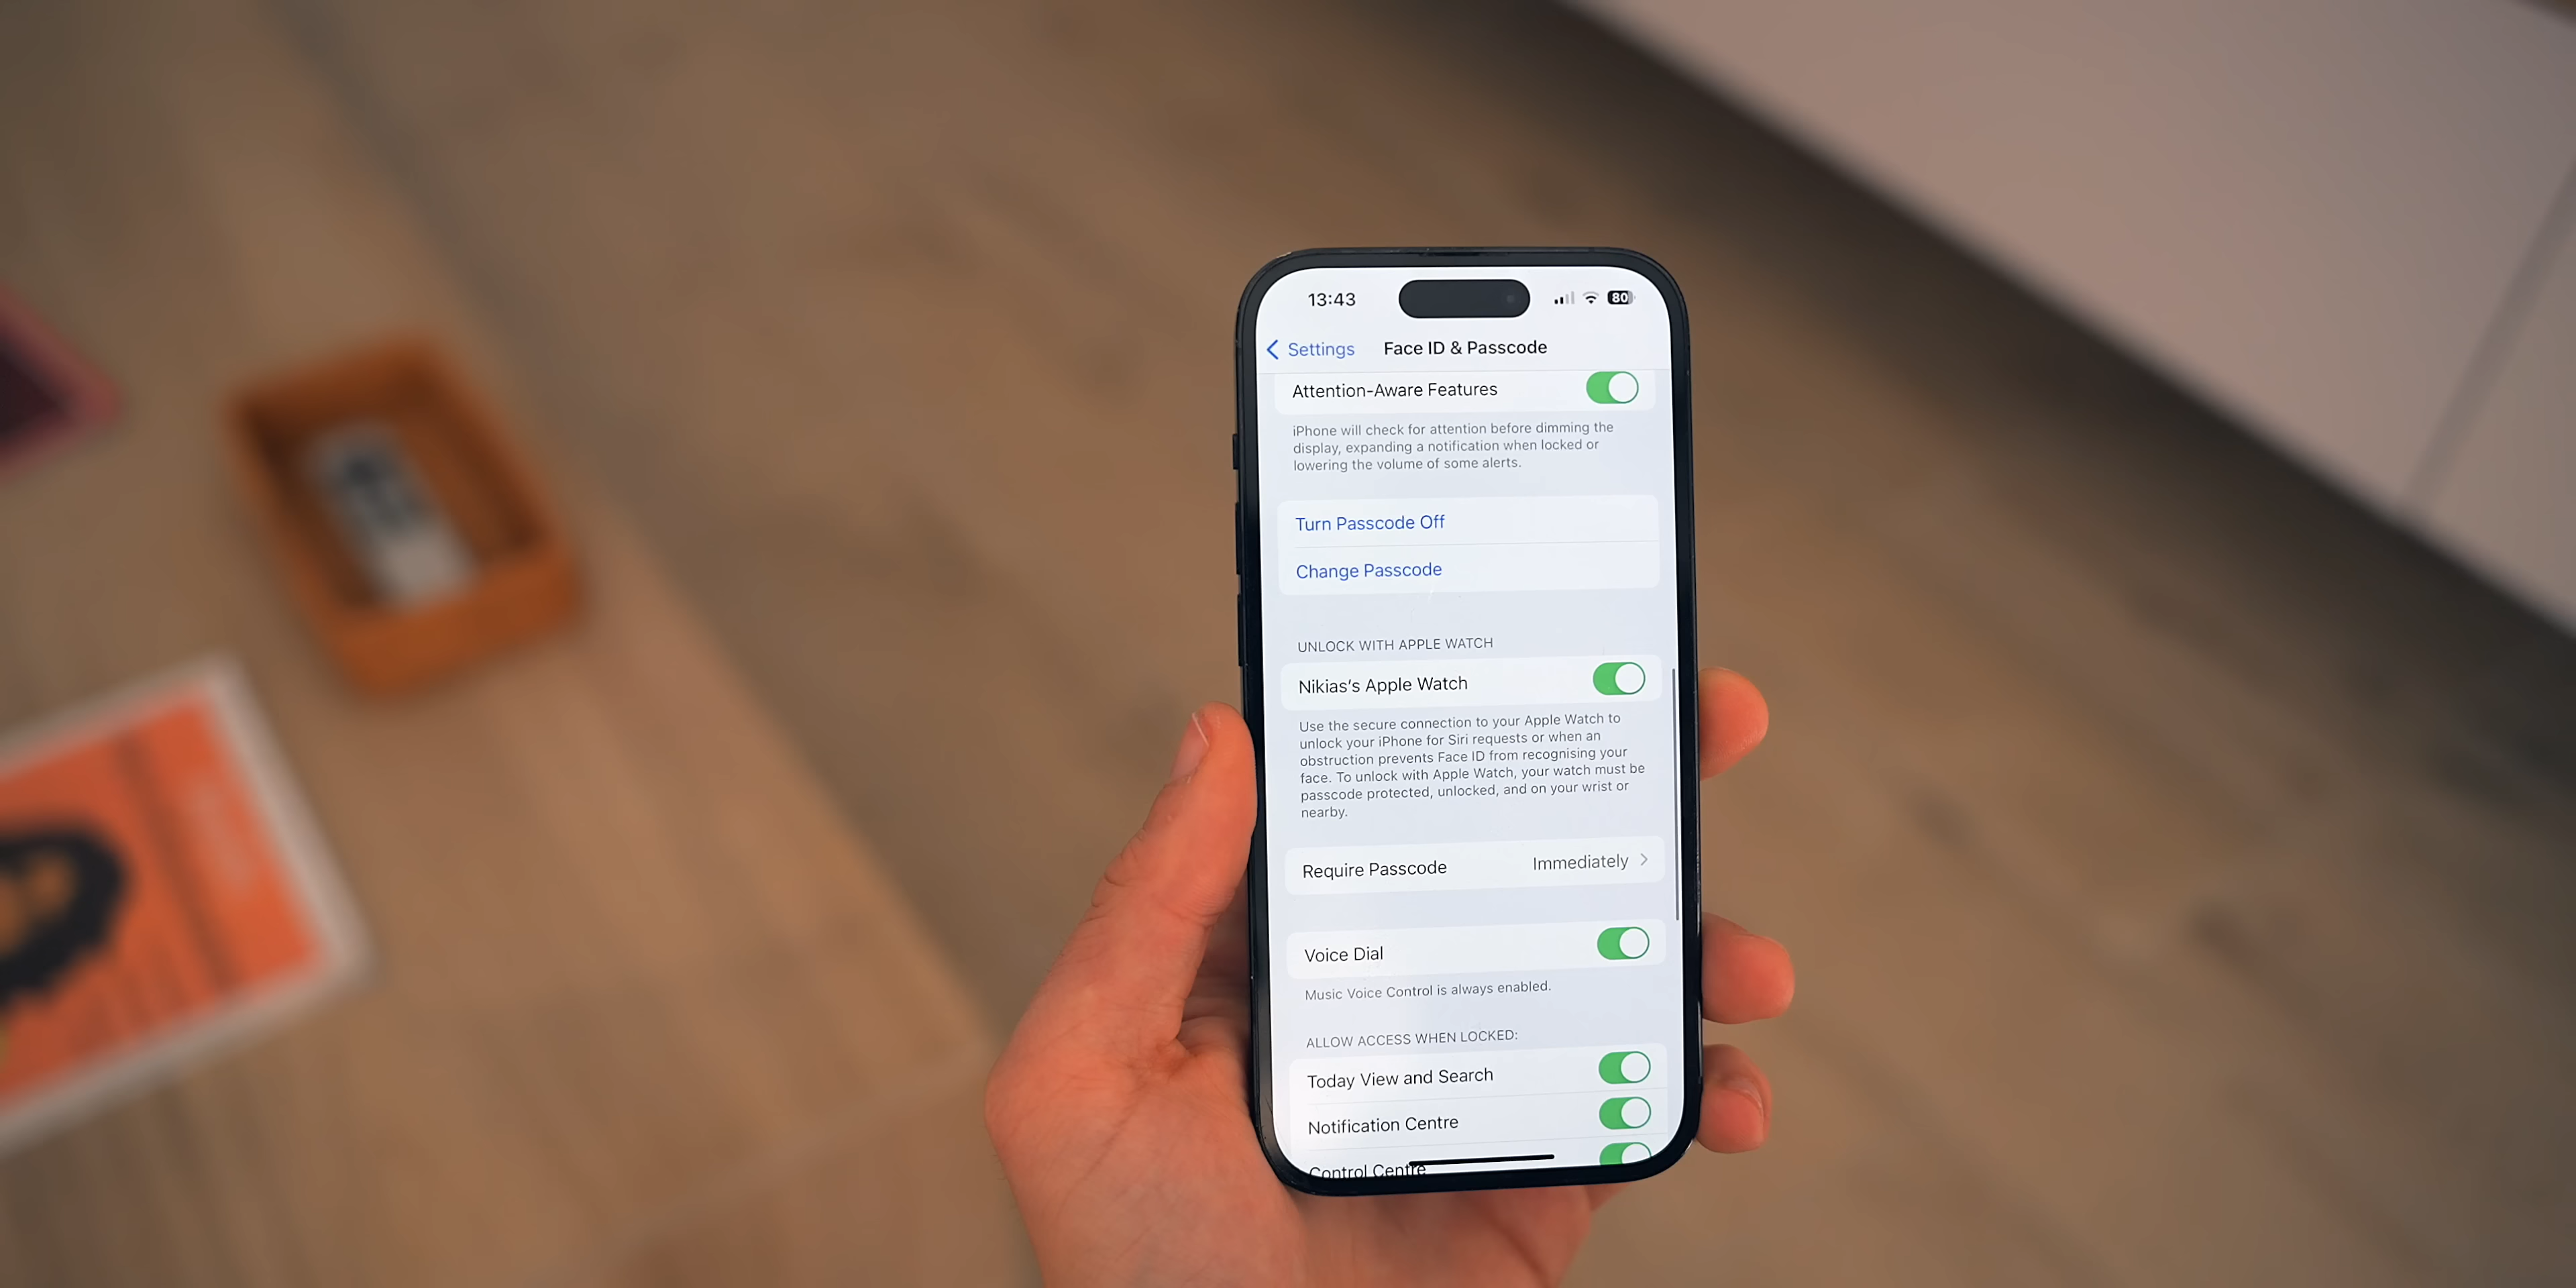 13:43
80
Settings
Face ID & Passcode
Attention-Aware Features
iPhone will check for attention before dimming the
display, expanding a notification when locked or
lowering the volume of some alerts.
Turn Passcode Off
Change Passcode
UNLOCK WITH APPLE WATCH
Nikias’s Apple Watch
Use the secure connection to your Apple Watch to
unlock your iPhone for Siri requests or when an
obstruction prevents Face ID from recognising your
face. To unlock with Apple Watch, your watch must be
passcode protected, unlocked, and on your wrist or
nearby.
Require Passcode
Immediately
Voice Dial
Music Voice Control is always enabled.
ALLOW ACCESS WHEN LOCKED:
Today View and Search
Notification Centre
Control Centre